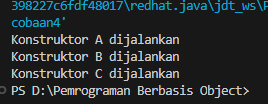 398227c6fdf48017\redhat.java\jdt_ws\P
cobaan4'
Konstruktor A dijalankan
Konstruktor B dijalankan
Konstruktor C dijalankan
PS D:\Pemrograman Berbasis Object>